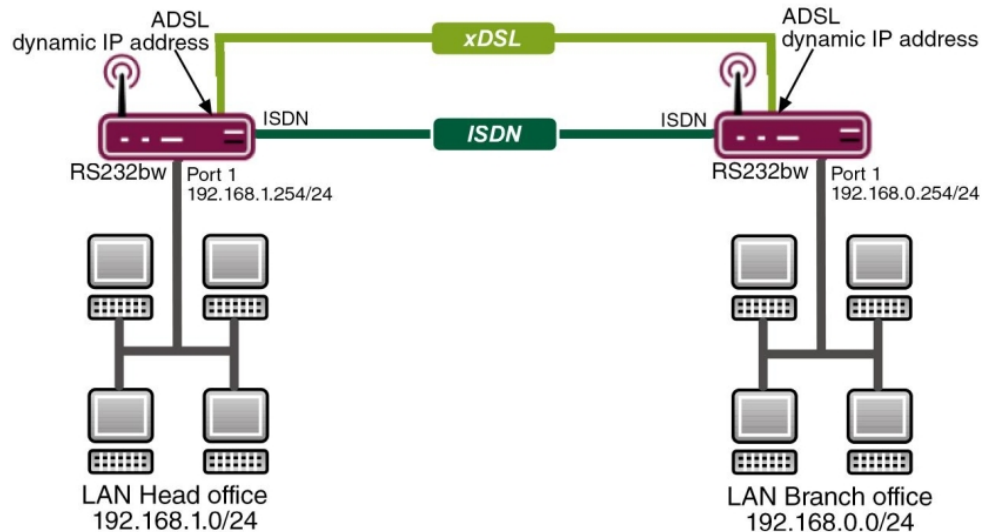 ADSL
dynamic IP address
xDSL
ADSL
dynamic IP address
ISDN
ISDN
ISDN
RS232bw
Port 1
192.168.1.254/24
RS232bw
Port 1
192.168.0.254/24
LAN Head office
192.168.1.0/24
LAN Branch office
192.168.0.0/24